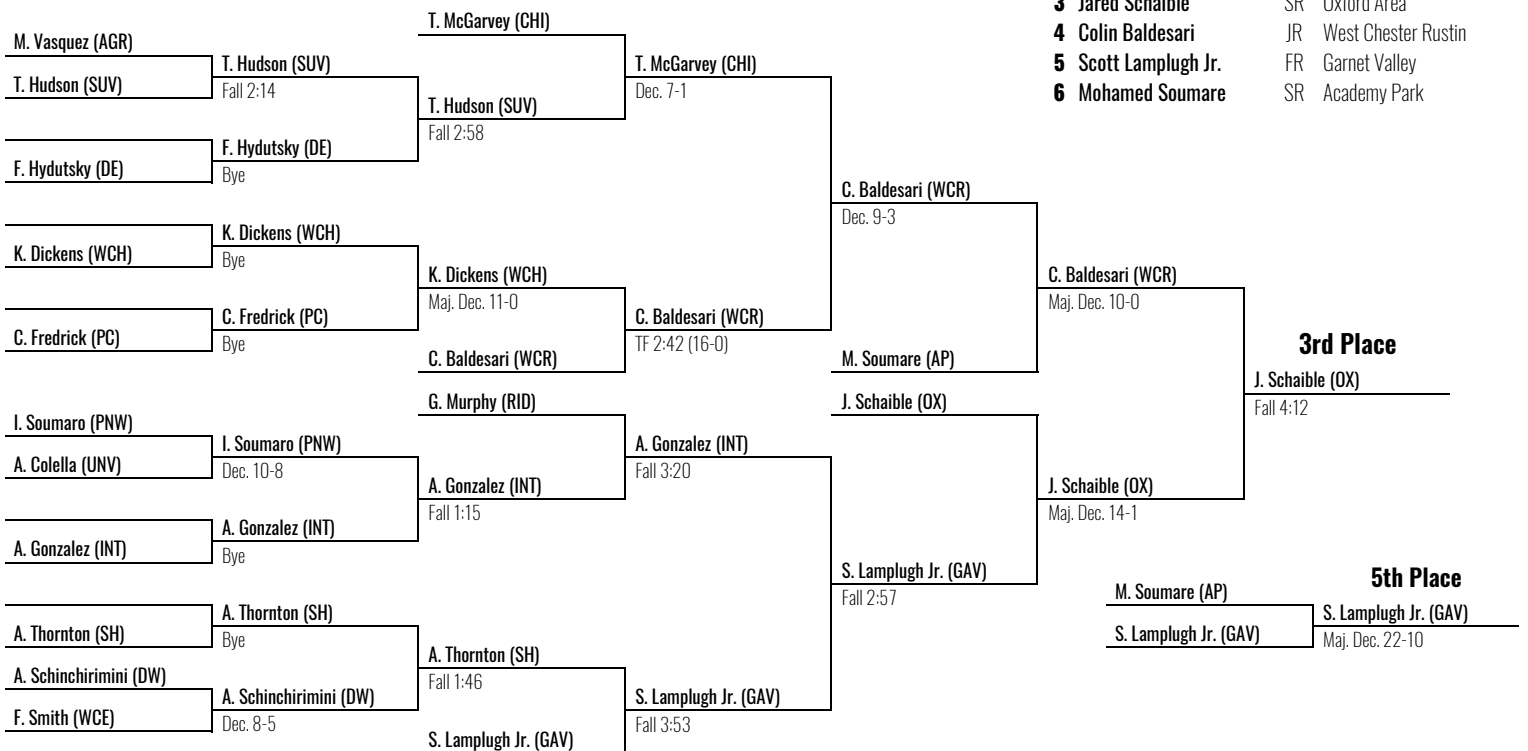 3 Jared Schaible SR Oxford Area
4 Colin Baldesari JR West Chester Rustin
5 Scott Lamplugh Jr. FR Garnet Valley
6 Mohamed Soumare SR Academy Park
M. Vasquez (AGR)
T. Hudson (SUV)
F. Hydutsky (DE)
K. Dickens (WCH)
C. Fredrick (PC)
I. Soumaro (PNW)
A. Colella (UNV)
A. Gonzalez (INT)
A. Thornton (SH)
A. Schinchirimini (DW)
F. Smith (WCE)
T. Hudson (SUV)
Fall 2:14
F. Hydutsky (DE)
Bye
K. Dickens (WCH)
Bye
C. Fredrick (PC)
Bye
I. Soumaro (PNW)
Dec. 10-8
A. Gonzalez (INT)
Bye
A. Thornton (SH)
Bye
A. Schinchirimini (DW)
Dec. 8-5
T. McGarvey (CHI)
T. Hudson (SUV)
Fall 2:58
K. Dickens (WCH)
Maj. Dec. 11-0
C. Baldesari (WCR)
G. Murphy (RID)
A. Gonzalez (INT)
Fall 1:15
A. Thornton (SH)
Fall 1:46
S. Lamplugh Jr. (GAV)
T. McGarvey (CHI)
Dec. 7-1
C. Baldesari (WCR)
TF 2:42 (16-0)
A. Gonzalez (INT)
Fall 3:20
S. Lamplugh Jr. (GAV)
Fall 3:53
C. Baldesari (WCR)
Dec. 9-3
M. Soumare (AP)
J. Schaible (OX)
S. Lamplugh Jr. (GAV)
Fall 2:57
C. Baldesari (WCR)
Maj. Dec. 10-0
J. Schaible (OX)
Maj. Dec. 14-1
3rd Place
J. Schaible (OX)
Fall 4:12
5th Place
M. Soumare (AP)
S. Lamplugh Jr. (GAV)
S. Lamplugh Jr. (GAV)
Maj. Dec. 22-10